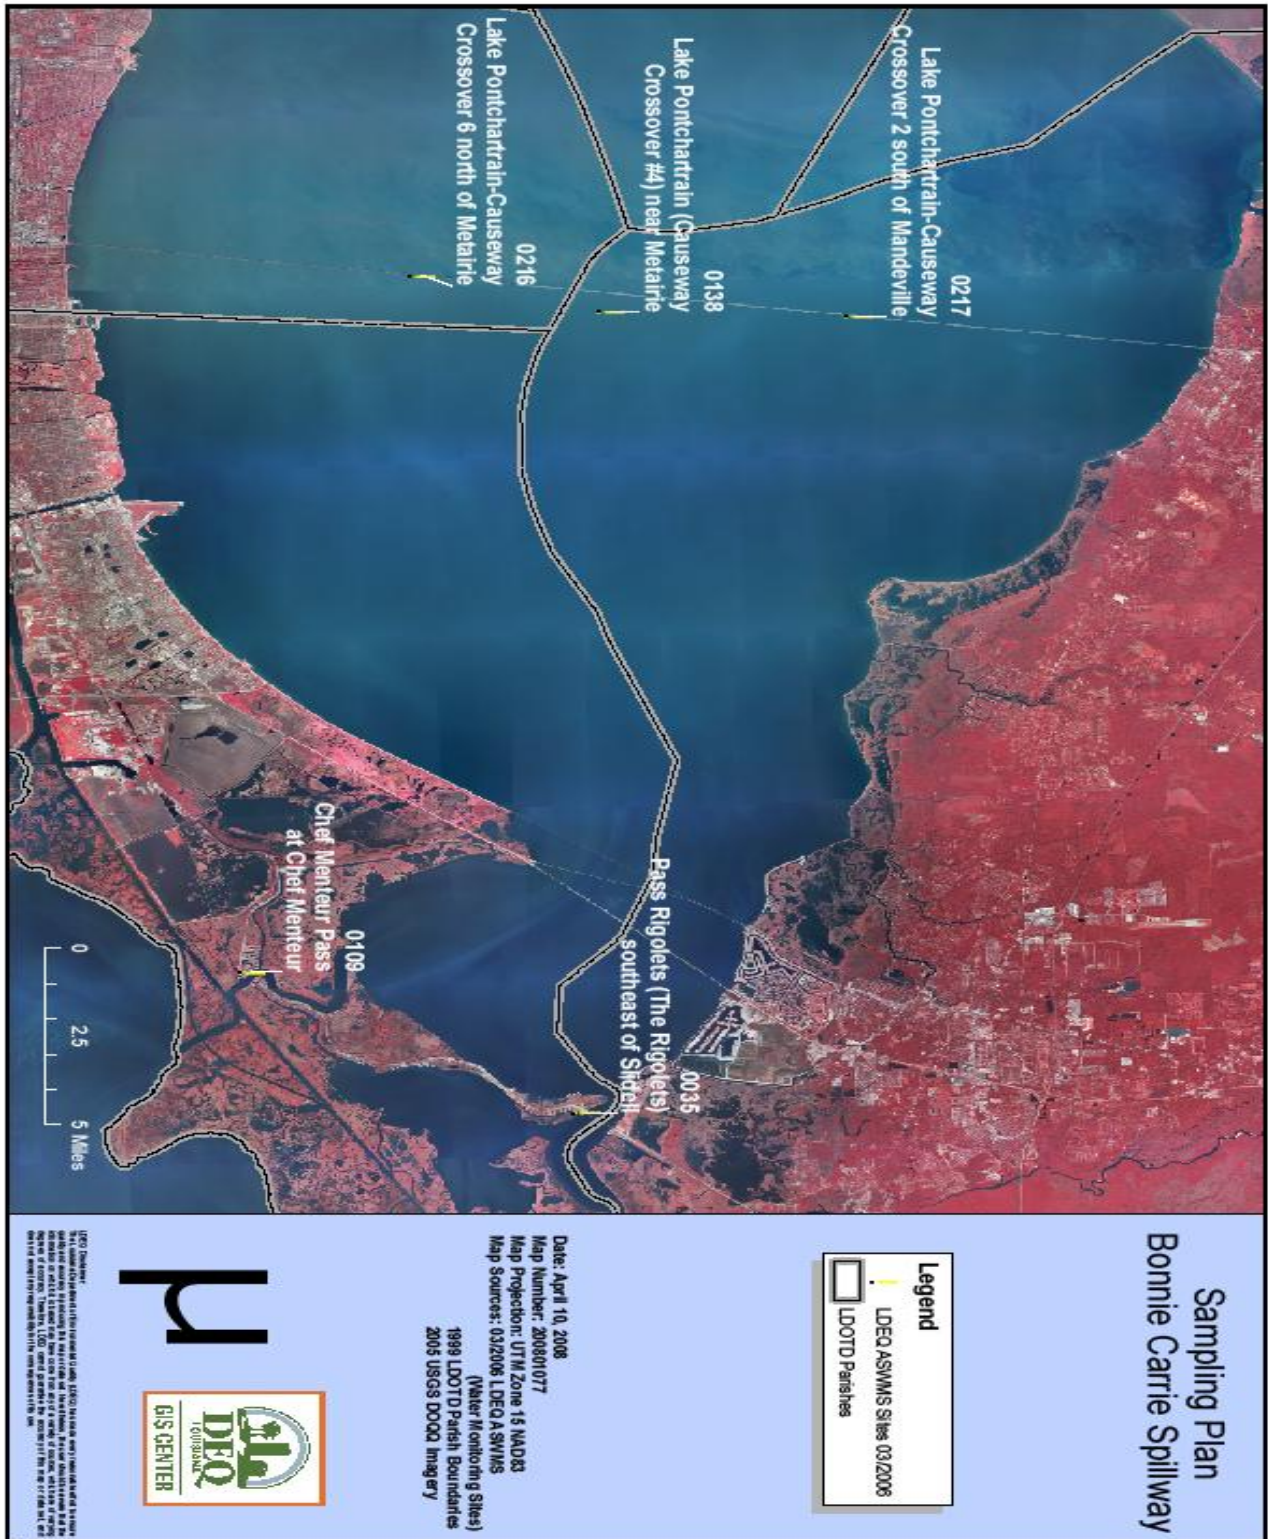 Sampling Plan
Bonnie Carrie Spillway
Legend
LDEQ ASWMS Sites 03/2006
LDOTD Parishes
Date: April 10, 2008
Map Number: 200801077
Map Projection: UTM Zone 15 NAD83
Map Sources: 03/2006 LDEQ ASWMS
(Water Monitoring Sites)
1999 LDOTD Parish Boundaries
2005 USGS DOQQ Imagery
μ
DEQ
LOUISIANA
GIS CENTER
LDEQ Disclaimer:
0217
Lake Pontchartrain-Causeway
Crossover 2 south of Mandeville
0138
Lake Pontchartrain (Causeway
Crossover #4) near Metairie
0216
Lake Pontchartrain-Causeway
Crossover 6 north of Metairie
0035
Pass Rigolets (The Rigolets)
southeast of Slidell
0109
Chef Menteur Pass
at Chef Menteur
0 2.5 5 Miles